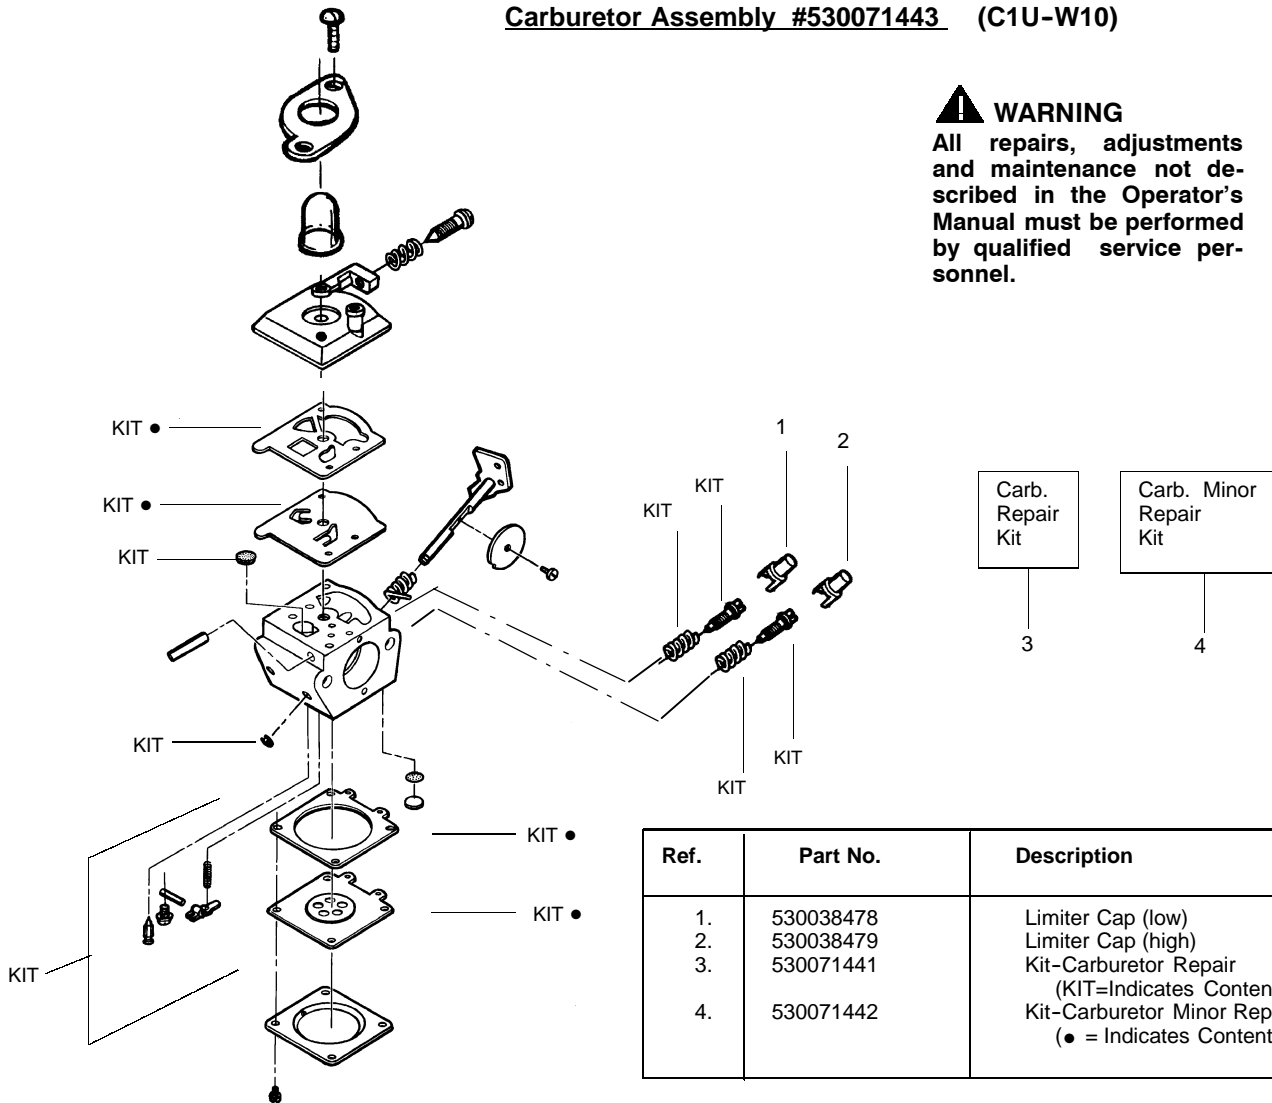 Carburetor Assembly #530071443 (C1U-W10)
WARNING
All repairs, adjustments
and maintenance not de-
scribed in the Operator's
Manual must be performed
by qualified service per-
sonnel.
KIT ●
KIT ●
KIT
KIT
KIT
1
2
Carb.
Repair
Kit
Carb. Minor
Repair
Kit
3
4
KIT
KIT
KIT
KIT ●
KIT ●
KIT
Ref. Part No. Description
1. 530038478 Limiter Cap (low)
2. 530038479 Limiter Cap (high)
3. 530071441 Kit-Carburetor Repair
(KIT=Indicates Conten
4. 530071442 Kit-Carburetor Minor Rep
(● = Indicates Content